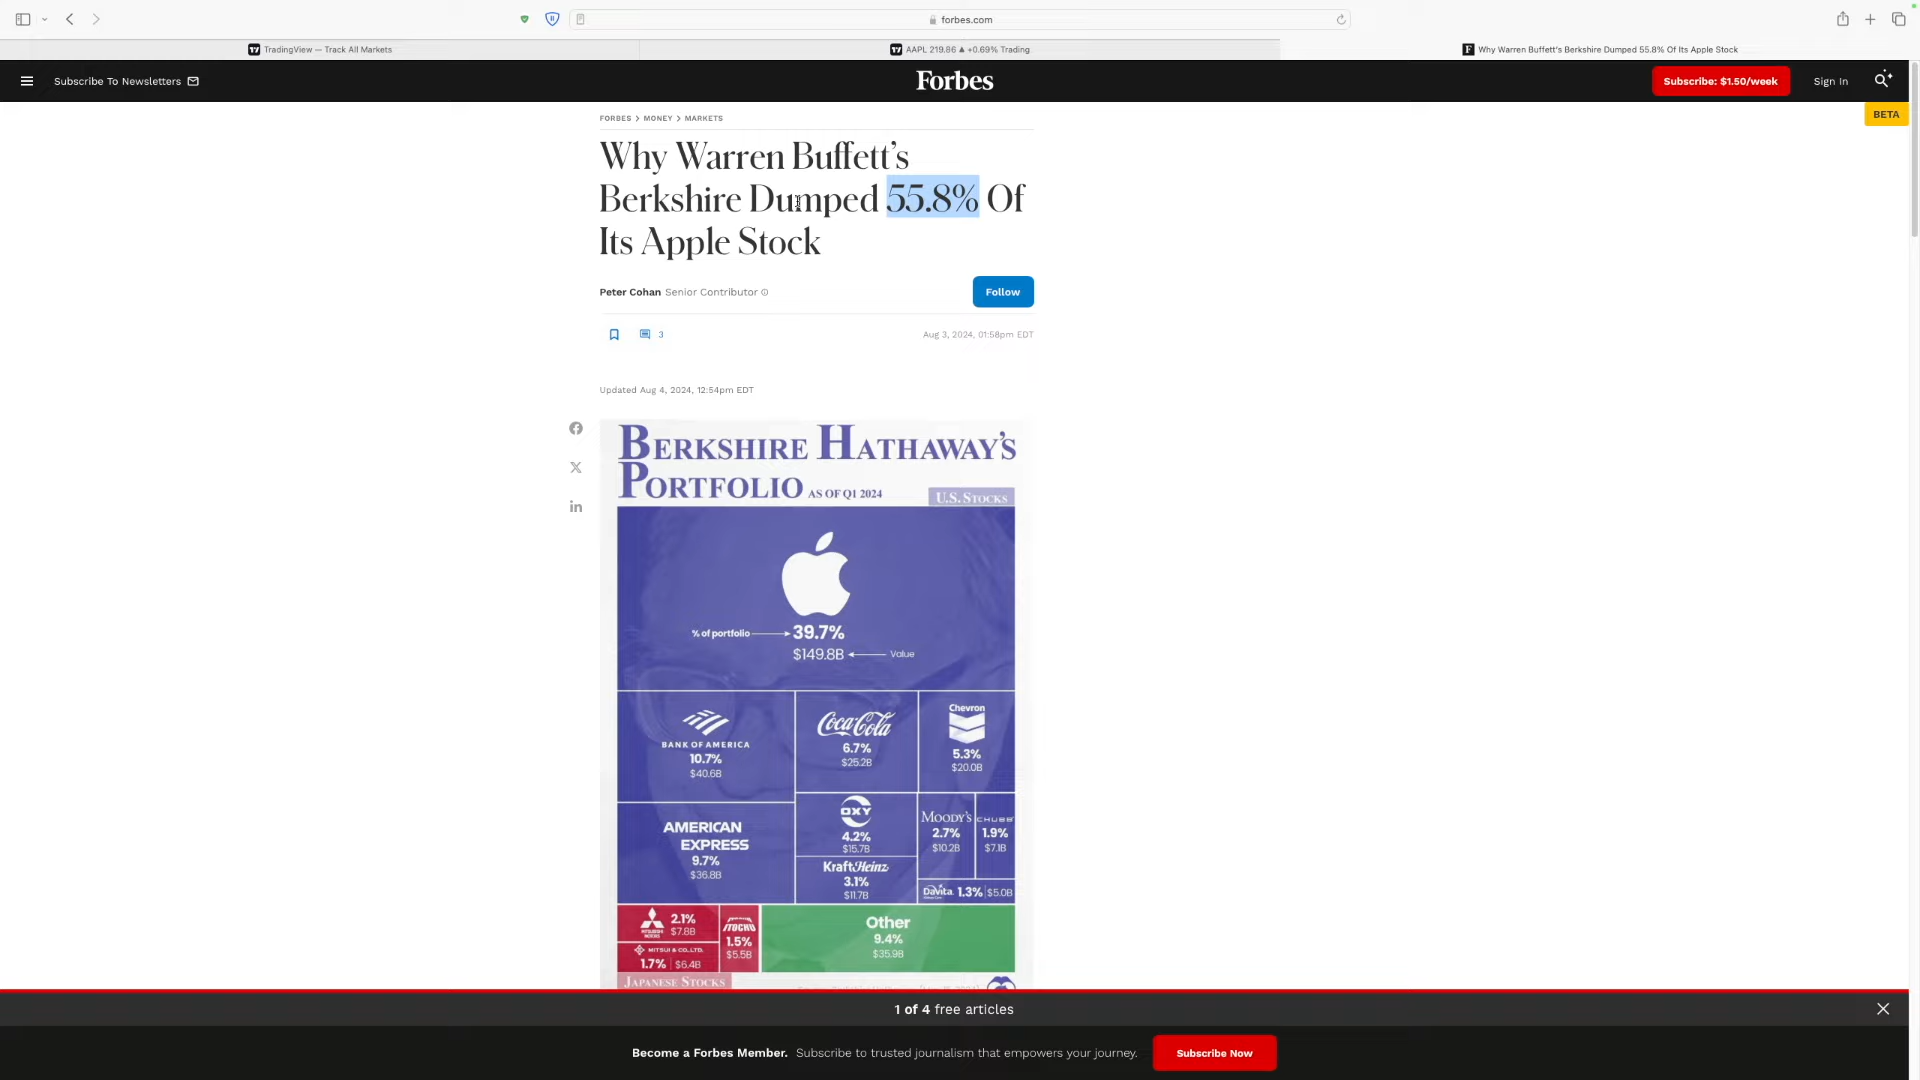 forbes.com
TradingView — Track All Markets
AAPL 219.86 ▲ +0.69% Trading
Why Warren Buffett's Berkshire Dumped 55.8% Of Its Apple Stock
Subscribe To Newsletters
Forbes
Subscribe: $1.50/week
Sign In
BETA
FORBES > MONEY > MARKETS
Why Warren Buffett's
Berkshire Dumped 55.8% Of
Its Apple Stock
Peter Cohan Senior Contributor
Follow
3
Aug 3, 2024, 01:58pm EDT
Updated Aug 4, 2024, 12:54pm EDT
BERKSHIRE HATHAWAY'S
PORTFOLIO AS OF Q1 2024
U.S. STOCKS
% of portfolio 39.7%
$149.8B Value
BANK OF AMERICA
10.7%
$40.6B
Coca-Cola
6.7%
$25.2B
Chevron
5.3%
$20.0B
AMERICAN
EXPRESS
9.7%
$36.8B
OXY
4.2%
$15.7B
KraftHeinz
3.1%
$11.7B
MOODY'S
2.7%
$10.2B
CHUBB
1.9%
$7.1B
DaVita 1.3% $5.0B
2.1%
$7.8B
MITSUI & CO., LTD.
1.7% $6.4B
ITOCHU
1.5%
$5.5B
Other
9.4%
$35.9B
JAPANESE STOCKS
1 of 4 free articles
Become a Forbes Member. Subscribe to trusted journalism that empowers your journey.
Subscribe Now